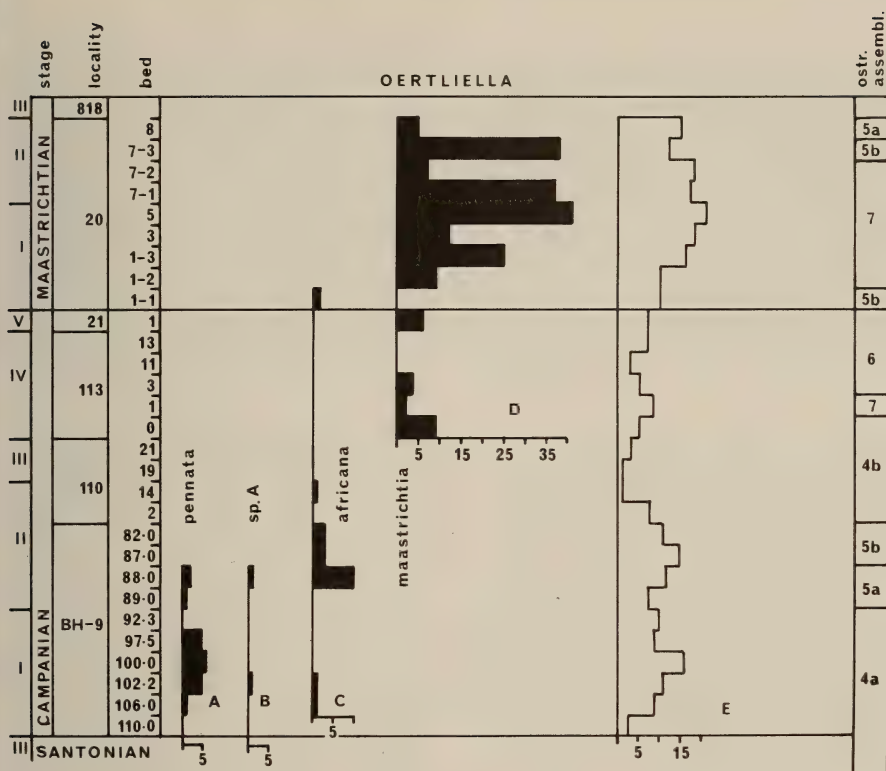 stage locality bed OERTLIELLA ostr. assembl.
III 818
8 5a
II MAASTRICHTIAN 7-3 5b
7-2
7-1
20 5 7
I 3
1-3
1-2
1-1 5b
V 21 1
13
IV 11 6
113 3
1 D 7
0
5 15 25 35
III 21
19 pennata sp. A africana maastrichtia 4b
110 14
2
II 82·0
87·0 5b
88·0
89·0 5a
CAMPANIAN BH-9 92·3
97·5
I 100·0 4a
102·2
106·0 A B C E
110·0 5 5 15
III SANTONIAN 5 5